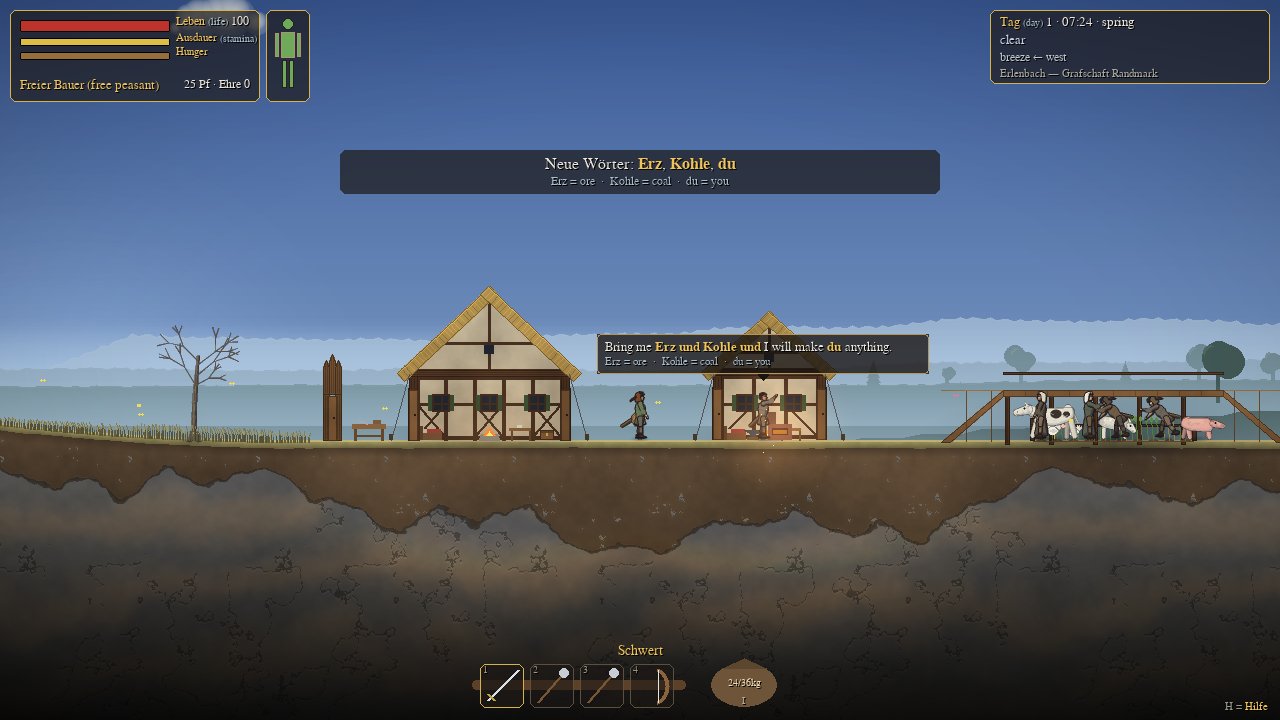 Leben (life) 100
Ausdauer (stamina)
Hunger
Freier Bauer (free peasant) 25 Pf · Ehre 0
Tag (day) 1 · 07:24 · spring
clear
breeze ← west
Erlenbach — Grafschaft Randmark
Neue Wörter: Erz, Kohle, du
Erz = ore · Kohle = coal · du = you
Bring me Erz und Kohle und I will make du anything.
Erz = ore · Kohle = coal · du = you
Schwert
1 2 3 4
24/36kg
I
H = Hilfe